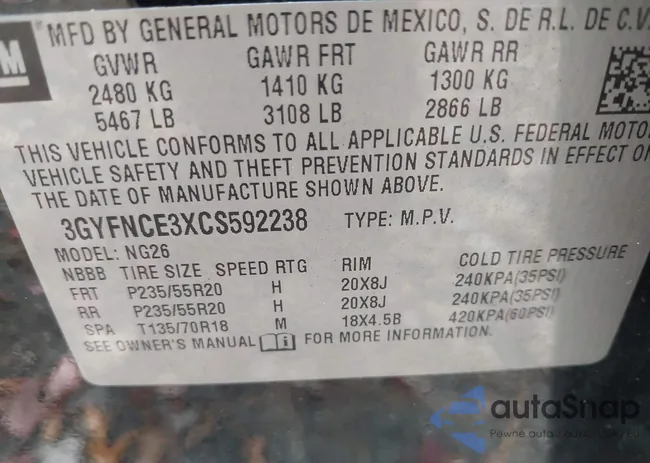 GM
MFD BY GENERAL MOTORS DE MEXICO, S. DE R.L. DE C.V.
GVWR GAWR FRT GAWR RR
2480 KG 1410 KG 1300 KG
5467 LB 3108 LB 2866 LB
THIS VEHICLE CONFORMS TO ALL APPLICABLE U.S. FEDERAL MOTO
VEHICLE SAFETY AND THEFT PREVENTION STANDARDS IN EFFECT O
THE DATE OF MANUFACTURE SHOWN ABOVE.
3GYFNCE3XCS592238 TYPE: M.P.V.
MODEL: NG26
NBBB TIRE SIZE SPEED RTG RIM COLD TIRE PRESSURE
FRT P235/55R20 H 20X8J 240KPA(35PSI)
RR P235/55R20 H 20X8J 240KPA(35PSI)
SPA T135/70R18 M 18X4.5B 420KPA(60PSI)
SEE OWNER'S MANUAL i FOR MORE INFORMATION.
autaSnap
Pewne auto